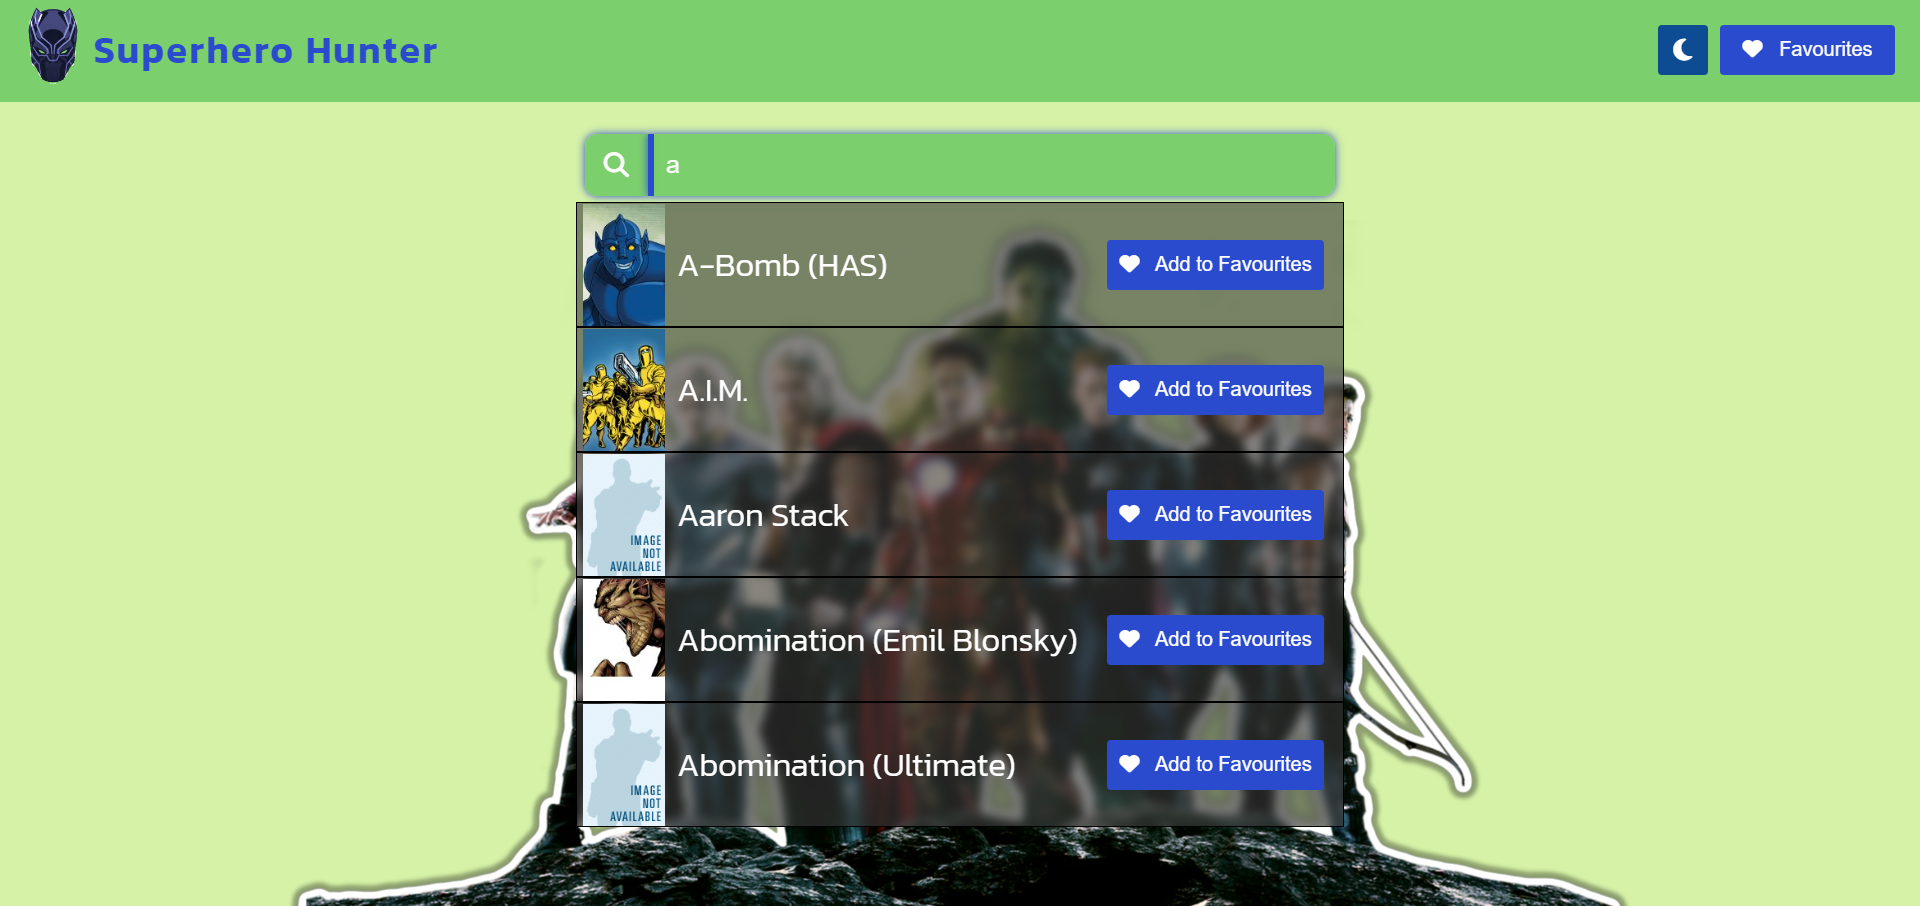 Superhero Hunter
Favourites
a
A-Bomb (HAS)
Add to Favourites
A.I.M.
Add to Favourites
IMAGE
NOT
AVAILABLE
Aaron Stack
Add to Favourites
Abomination (Emil Blonsky)
Add to Favourites
IMAGE
NOT
AVAILABLE
Abomination (Ultimate)
Add to Favourites